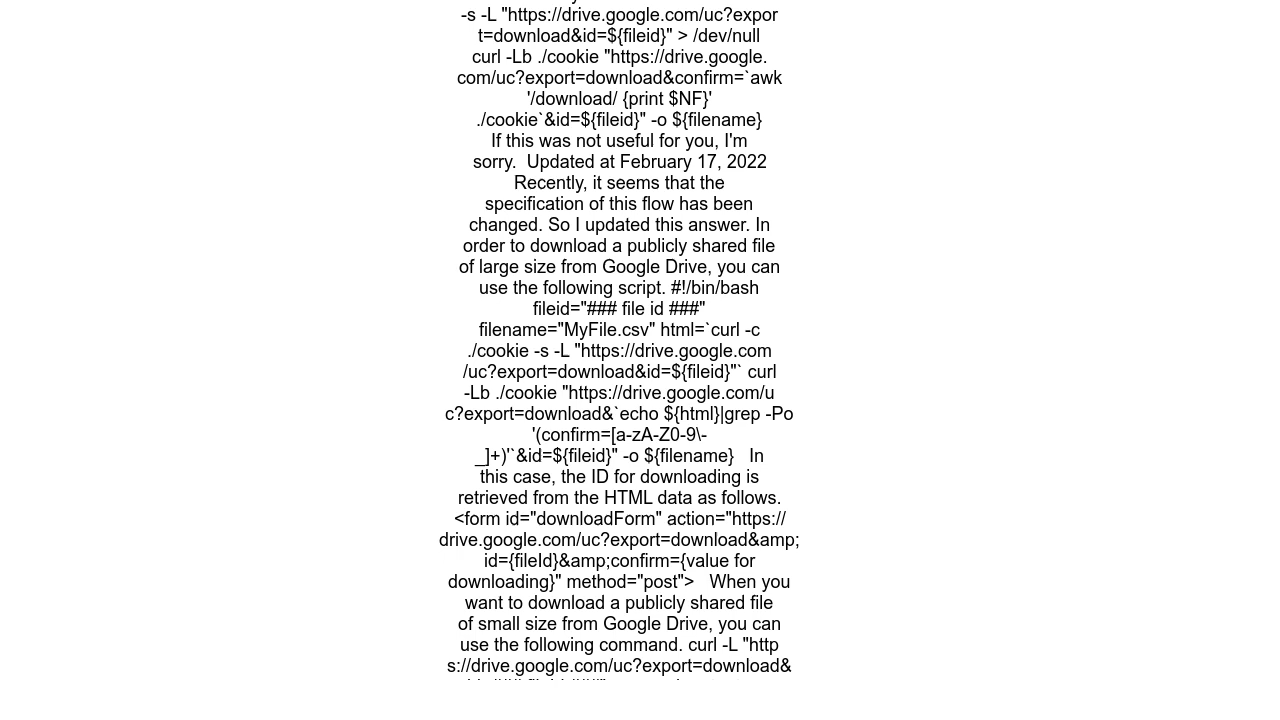 -s -L "https://drive.google.com/uc?expor
t=download&id=${fileid}" > /dev/null
curl -Lb ./cookie "https://drive.google.
com/uc?export=download&confirm=`awk
'/download/ {print $NF}'
./cookie`&id=${fileid}" -o ${filename}
If this was not useful for you, I'm
sorry.  Updated at February 17, 2022
Recently, it seems that the
specification of this flow has been
changed. So I updated this answer. In
order to download a publicly shared file
of large size from Google Drive, you can
use the following script. #!/bin/bash
fileid="### file id ###"
filename="MyFile.csv" html=`curl -c
./cookie -s -L "https://drive.google.com
/uc?export=download&id=${fileid}"` curl
-Lb ./cookie "https://drive.google.com/u
c?export=download&`echo ${html}|grep -Po
'(confirm=[a-zA-Z0-9\-
_]+)'`&id=${fileid}" -o ${filename}   In
this case, the ID for downloading is
retrieved from the HTML data as follows.
<form id="downloadForm" action="https://
drive.google.com/uc?export=download&amp;
id={fileId}&amp;confirm={value for
downloading}" method="post">   When you
want to download a publicly shared file
of small size from Google Drive, you can
use the following command. curl -L "http
s://drive.google.com/uc?export=download&